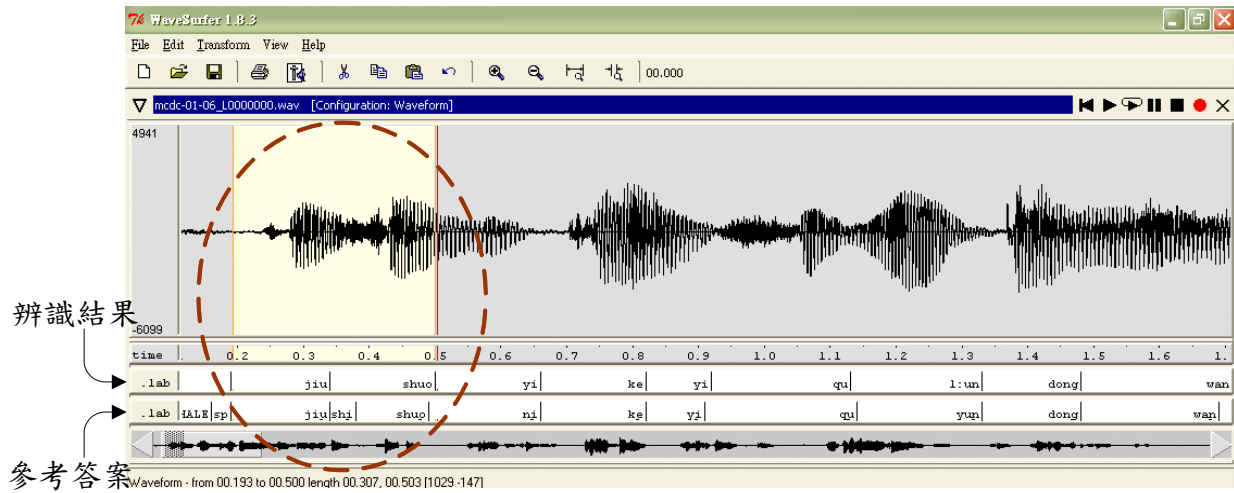 WaveSurfer 1.8.3
File Edit Transform View Help
00.000
mcdc-01-06_L0000000.wav [Configuration: Waveform]
4941
-6099
辨識結果
time . 0.2 0.3 0.4 0.5 0.6 0.7 0.8 0.9 1.0 1.1 1.2 1.3 1.4 1.5 1.6 1.
.lab jiu shuo yi ke yi qu l:un dong wan
.lab HALE sp jiu shi shuo ni ke yi qu yun dong wan
參考答案
Waveform - from 00.193 to 00.500 length 00.307, 00.503 [1029 -147]